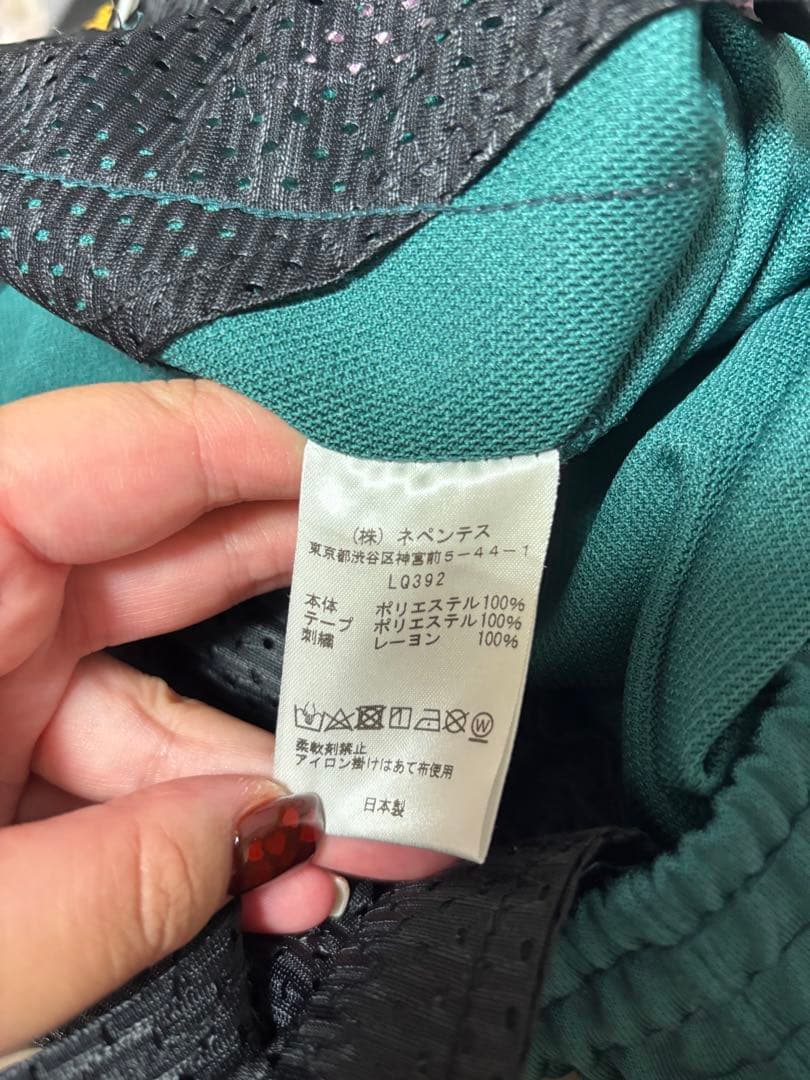 (株) ネペンテス
東京都渋谷区神宮前5-44-1
LQ392
本体 ポリエステル100%
テープ ポリエステル100%
刺繍 レーヨン 100%
W
柔軟剤禁止
アイロン掛けはあて布使用
日本製